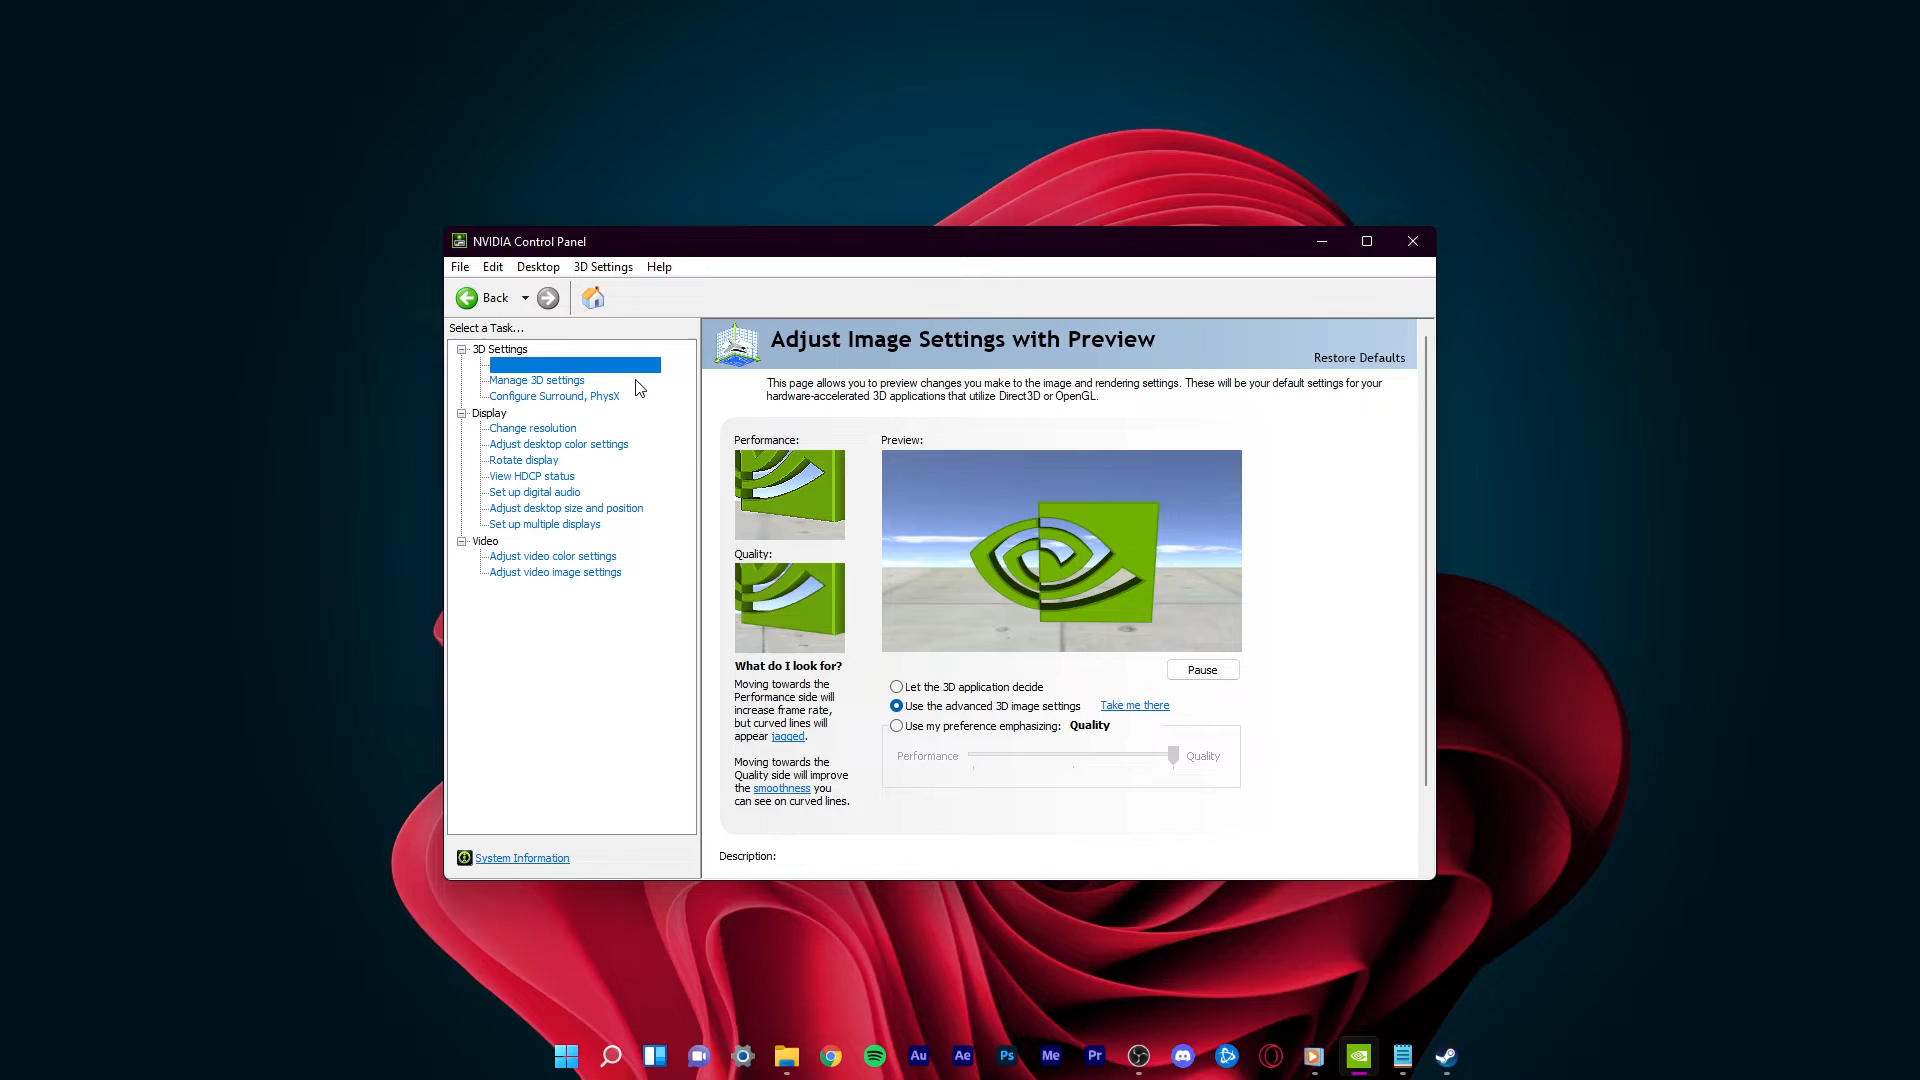 NVIDIA Control Panel
File Edit Desktop 3D Settings Help
Back
Select a Task...
3D Settings
Manage 3D settings
Configure Surround, PhysX
Display
Change resolution
Adjust desktop color settings
Rotate display
View HDCP status
Set up digital audio
Adjust desktop size and position
Set up multiple displays
Video
Adjust video color settings
Adjust video image settings
System Information
Adjust Image Settings with Preview
Restore Defaults
This page allows you to preview changes you make to the image and rendering settings. These will be your default settings for your
hardware-accelerated 3D applications that utilize Direct3D or OpenGL.
Performance:
Quality:
What do I look for?
Moving towards the
Performance side will
increase frame rate,
but curved lines will
appear jagged.
Moving towards the
Quality side will improve
the smoothness you
can see on curved lines.
Preview:
Pause
Let the 3D application decide
Use the advanced 3D image settings Take me there
Use my preference emphasizing: Quality
Performance Quality
Description:
Au Ae Ps Me Pr